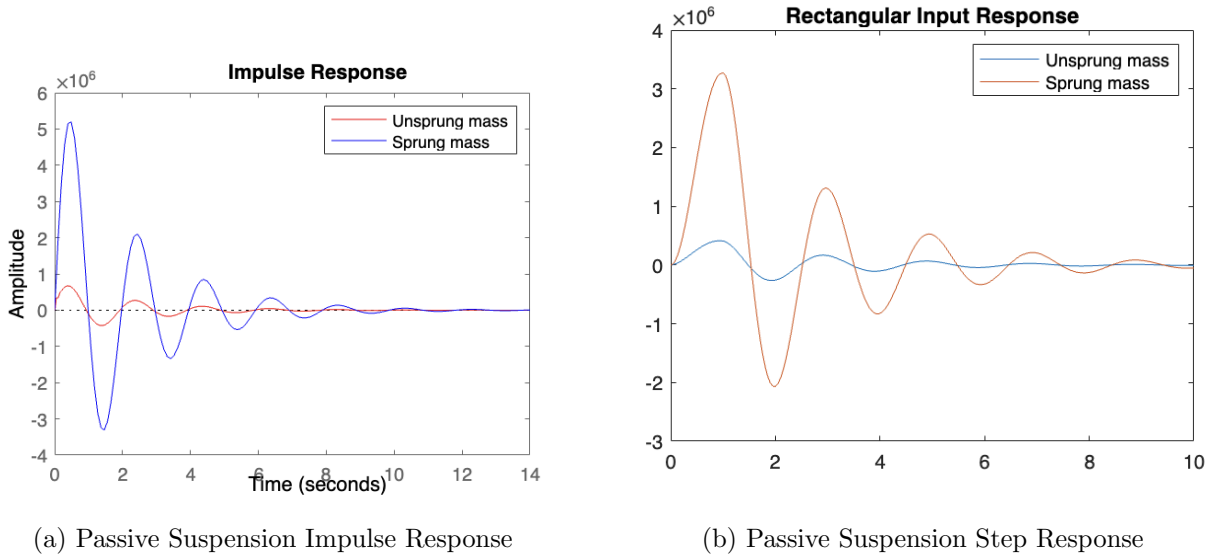 Impulse Response
×10^6
Unsprung mass
Sprung mass
6
5
4
3
2
1
0
-1
-2
-3
-4
Amplitude
0 2 4 6 8 10 12 14
Time (seconds)
(a) Passive Suspension Impulse Response
Rectangular Input Response
×10^6
Unsprung mass
Sprung mass
4
3
2
1
0
-1
-2
-3
0 2 4 6 8 10
(b) Passive Suspension Step Response